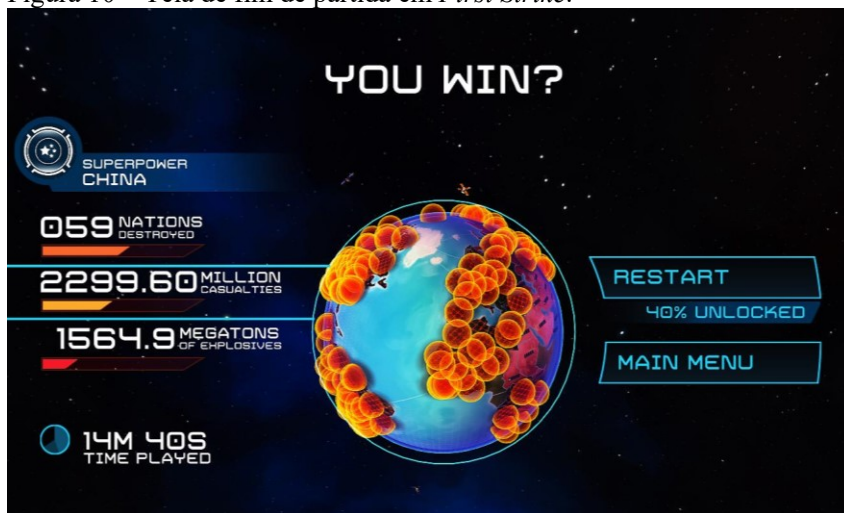 Figura 10 – Tela de fim de partida em First Strike.
YOU WIN?
SUPERPOWER
CHINA
059 NATIONS
DESTROYED
2299.60 MILLION
CASUALTIES
1564.9 MEGATONS
OF EXPLOSIVES
14M 40S
TIME PLAYED
RESTART
40% UNLOCKED
MAIN MENU